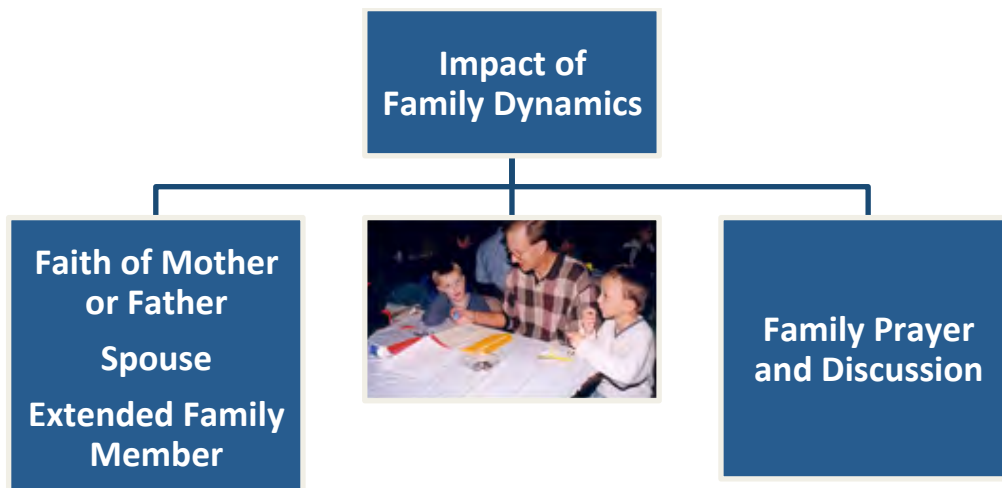 Impact of
Family Dynamics
Faith of Mother
or Father
Spouse
Extended Family
Member
Family Prayer
and Discussion